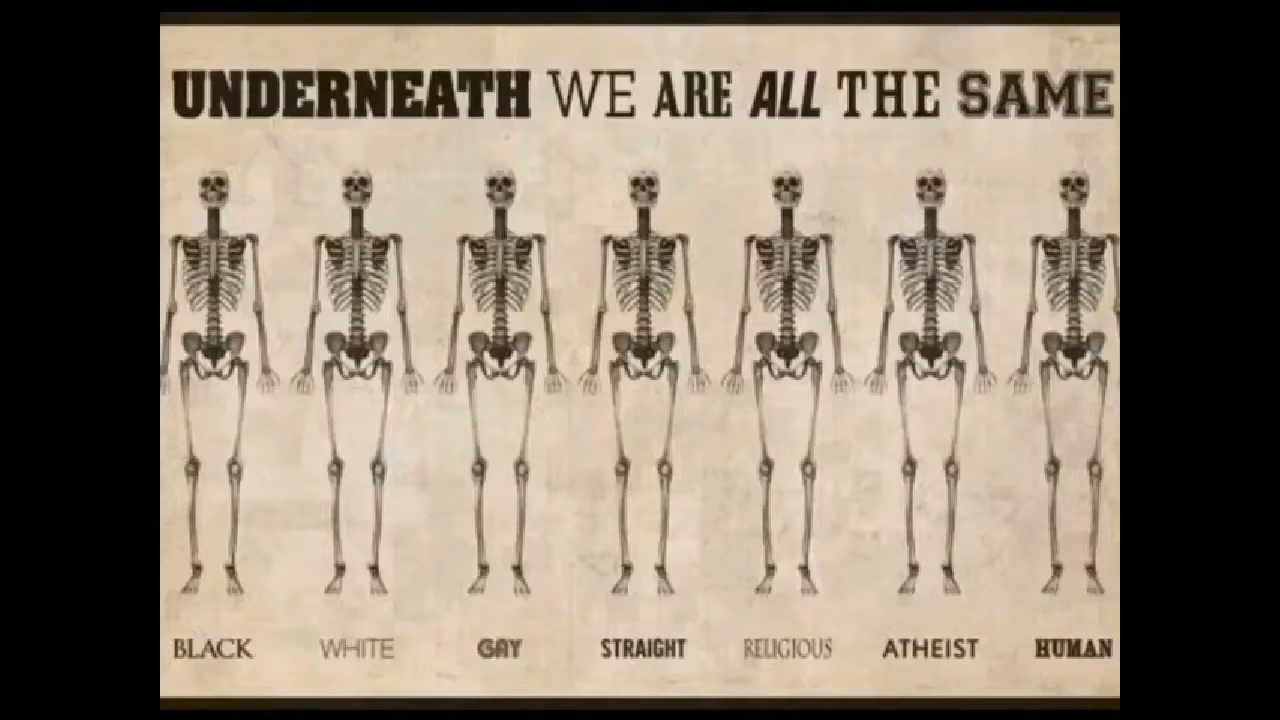 UNDERNEATH WE ARE ALL THE SAME
BLACK WHITE GAY STRAIGHT RELIGIOUS ATHEIST HUMAN